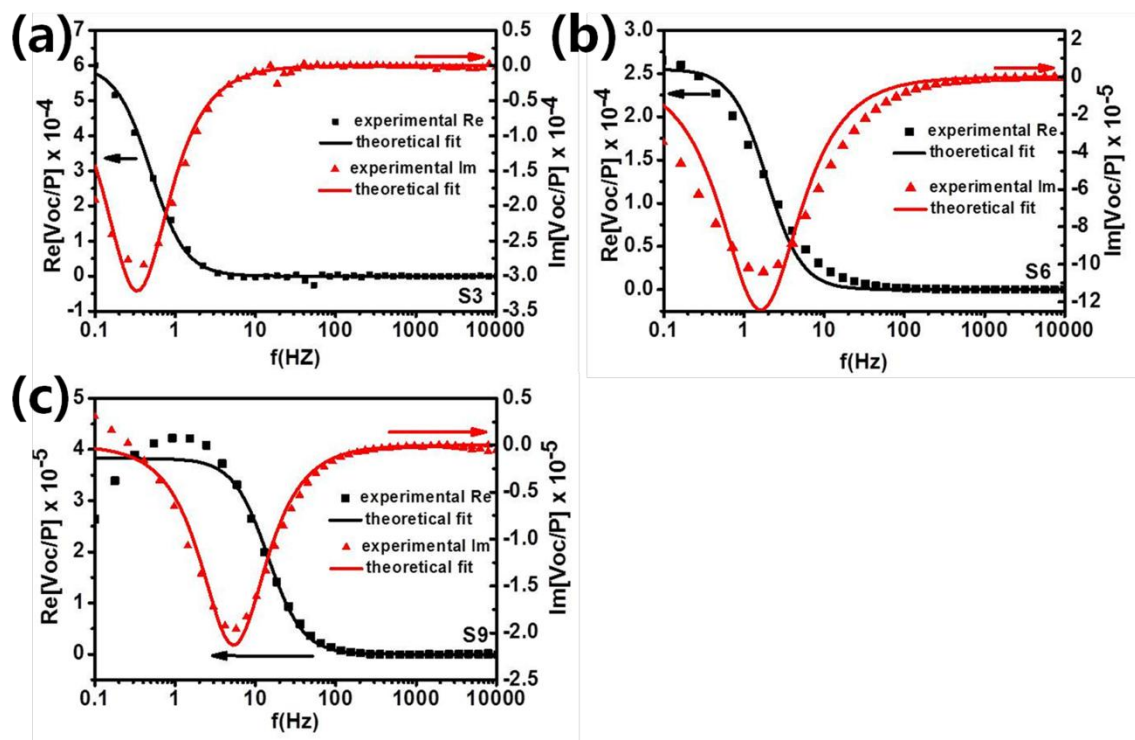 (a)
7
6
5
4
3
2
1
0
-1
Re[Voc/P] x 10-4
0.5
0.0
-0.5
-1.0
-1.5
-2.0
-2.5
-3.0
-3.5
Im[Voc/P] x 10-4
experimental Re
theoretical fit
experimental Im
theoretical fit
S3
0.1 1 10 100 1000 10000
f(HZ)
(b)
3.0
2.5
2.0
1.5
1.0
0.5
0.0
Re[Voc/P] x 10-4
2
0
-2
-4
-6
-8
-10
-11
Im[Voc/P] x 10-5
experimental Re
thoeretical fit
experimental Im
theoretical fit
S6
0.1 1 10 100 1000 10000
f(Hz)
(c)
5
4
3
2
1
0
Re[Voc/P] x 10-5
0.5
0.0
-0.5
-1.0
-1.5
-2.0
-2.5
Im[Voc/P] x 10-5
experimental Re
theoretical fit
experimental Im
theoretical fit
S9
0.1 1 10 100 1000 10000
f(Hz)